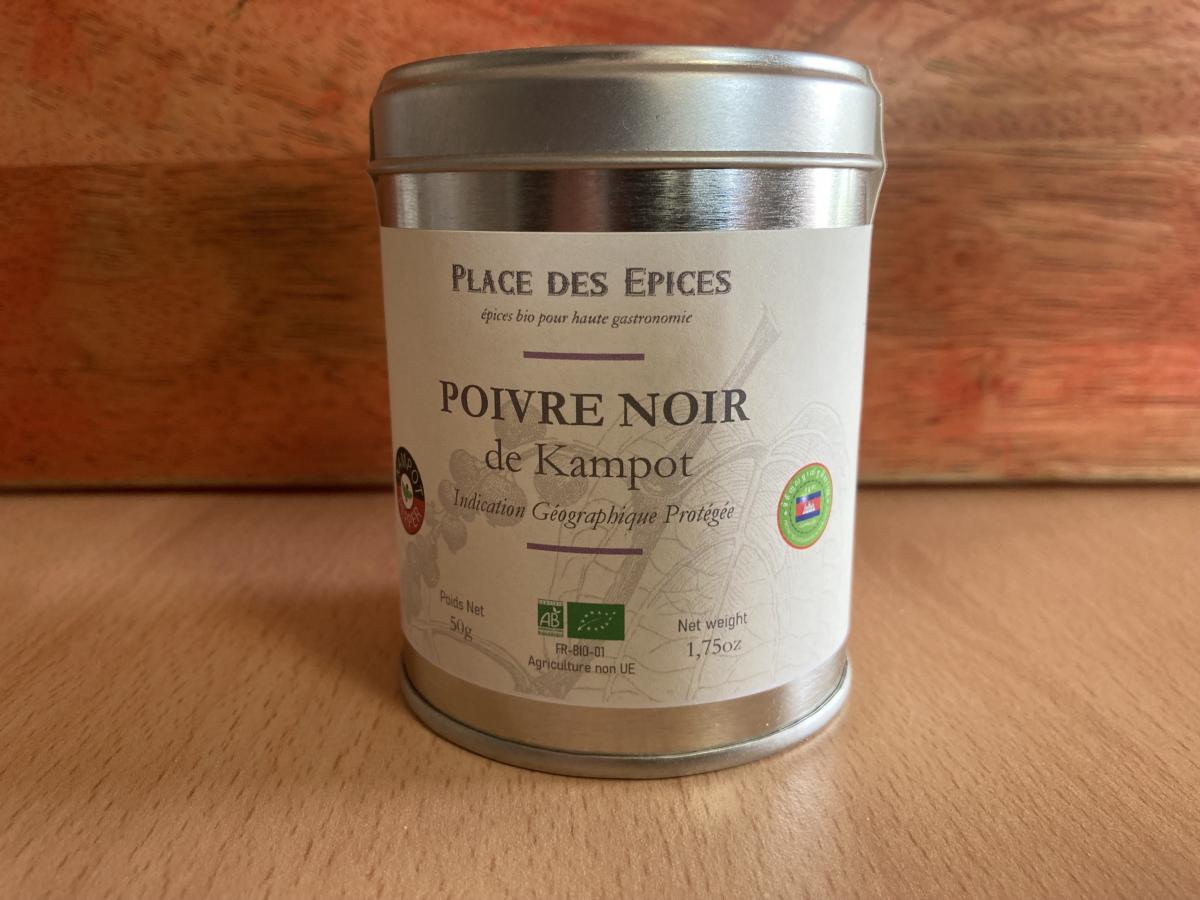 PLACE DES EPICES
épices bio pour haute gastronomie
POIVRE NOIR
de Kampot
Indication Géographique Protégée
Poids Net
50g
AB
FR-BIO-01
Agriculture non UE
Net weight
1,75oz